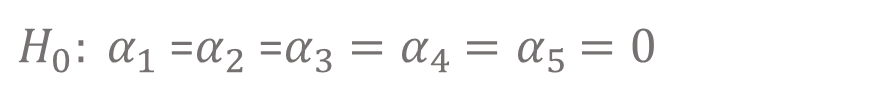 H₀: α₁ =α₂ =α₃ = α₄ = α₅ = 0